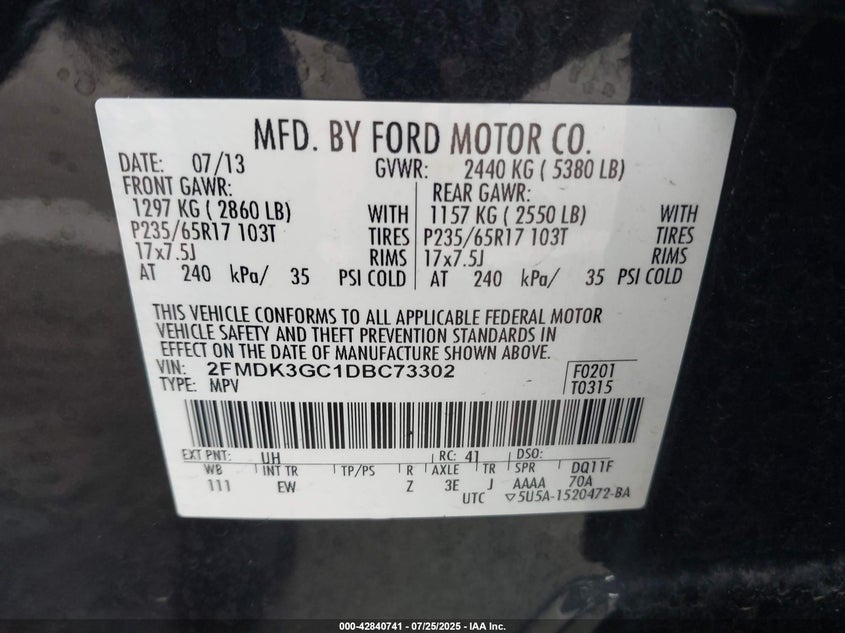 MFD. BY FORD MOTOR CO.
DATE: 07/13 GVWR: 2440 KG ( 5380 LB)
FRONT GAWR: REAR GAWR:
1297 KG ( 2860 LB) WITH 1157 KG ( 2550 LB) WITH
P235/65R17 103T TIRES P235/65R17 103T TIRES
17x7.5J RIMS 17x7.5J RIMS
AT 240 kPa/ 35 PSI COLD AT 240 kPa/ 35 PSI COLD
THIS VEHICLE CONFORMS TO ALL APPLICABLE FEDERAL MOTOR
VEHICLE SAFETY AND THEFT PREVENTION STANDARDS IN
EFFECT ON THE DATE OF MANUFACTURE SHOWN ABOVE.
VIN: 2FMDK3GC1DBC73302 F0201
TYPE: MPV T0315
EXT PNT: UH RC: 41 DSO:
WB INT TR TP/PS R AXLE TR SPR DQ11F
111 EW Z 3E J AAAA 70A
UTC ▽5U5A-1520472-BA
000-42840741 | 07/25/2025 - IAA Inc.